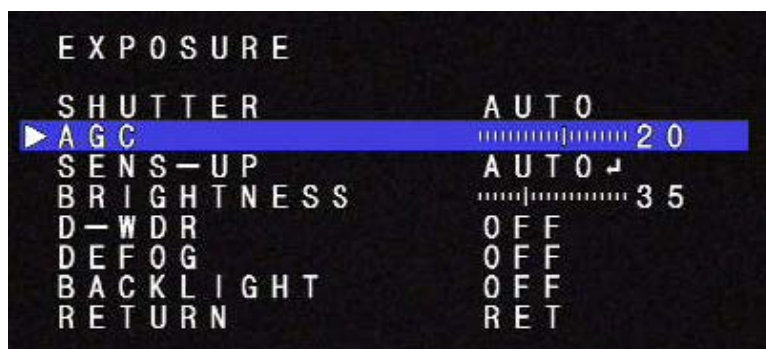 EXPOSURE
SHUTTER AUTO
AGC 20
SENS-UP AUTO↵
BRIGHTNESS 35
D-WDR OFF
DEFOG OFF
BACKLIGHT OFF
RETURN RET